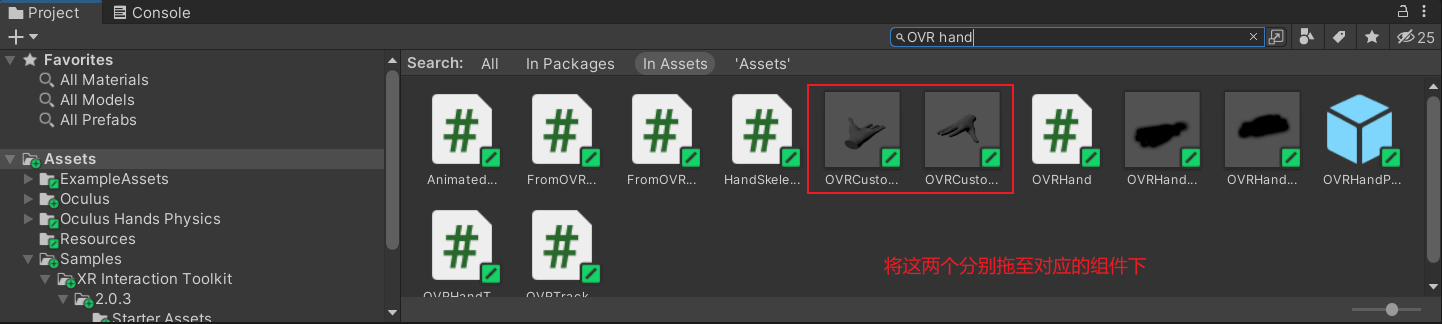 Project
Console
OVR hand
25
Favorites
All Materials
All Models
All Prefabs
Assets
ExampleAssets
Oculus
Oculus Hands Physics
Resources
Samples
XR Interaction Toolkit
2.0.3
Starter Assets
Search: All In Packages In Assets 'Assets'
Animated...
FromOVR...
FromOVR...
HandSkele...
OVRCusto...
OVRCusto...
OVRHand
OVRHand...
OVRHand...
OVRHandP...
OVRHandT...
OVRTrack...
将这两个分别拖至对应的组件下